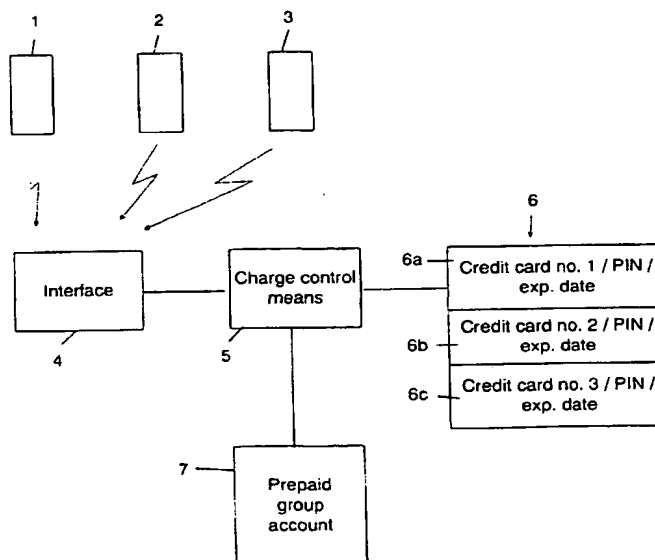 1
2
3
6
6a
Credit card no. 1 / PIN /
exp. date
Interface
Charge control
means
4
5
6b
Credit card no. 2 / PIN /
exp. date
6c
Credit card no. 3 / PIN /
exp. date
7
Prepaid
group
account